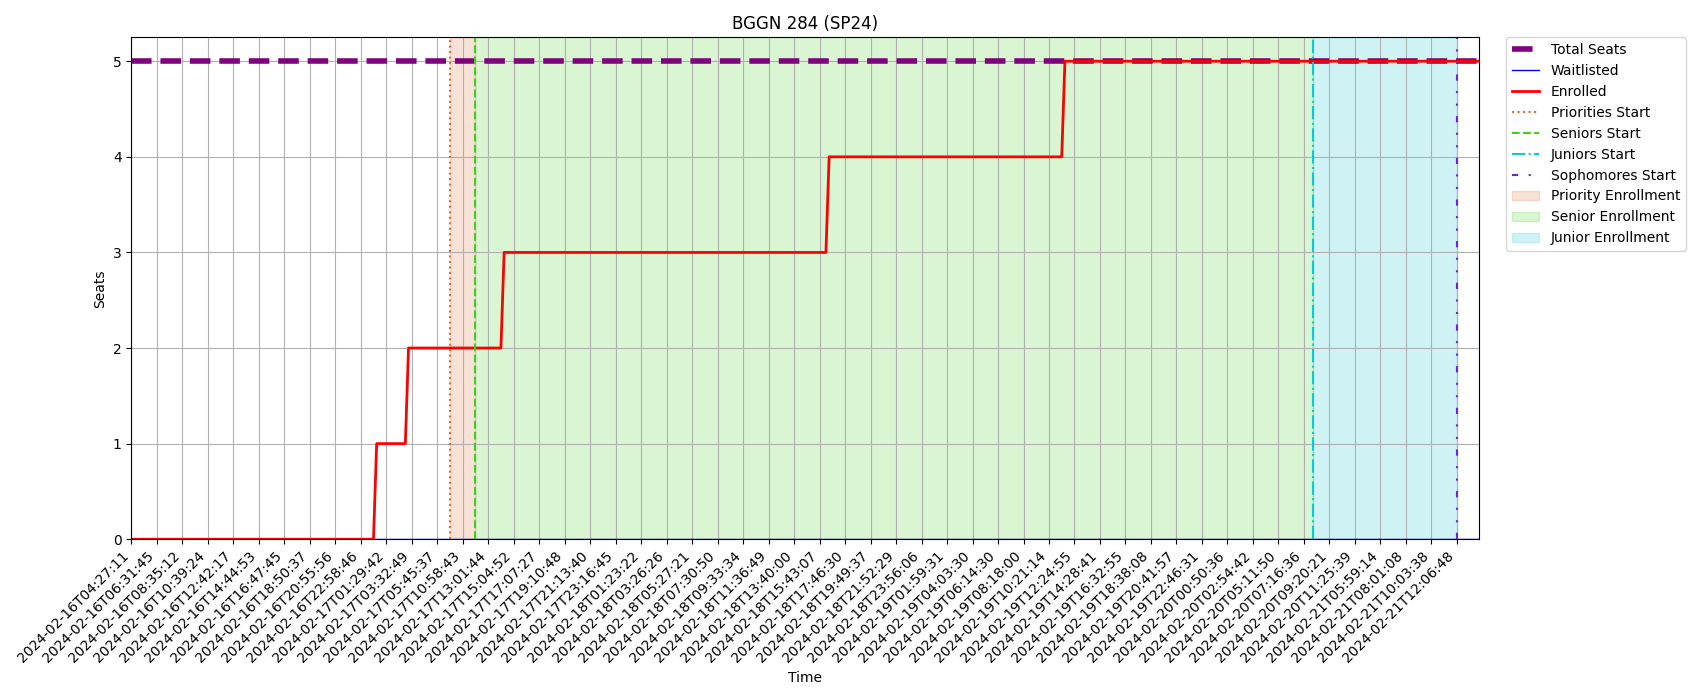 BGGN 284 (SP24)
Total Seats
Waitlisted
Enrolled
Priorities Start
Seniors Start
Juniors Start
Sophomores Start
Priority Enrollment
Senior Enrollment
Junior Enrollment
Seats
5
4
3
2
1
0
2024-02-16T04:27:11
2024-02-16T06:31:45
2024-02-16T08:35:12
2024-02-16T10:39:24
2024-02-16T12:42:17
2024-02-16T14:44:53
2024-02-16T16:47:45
2024-02-16T18:50:37
2024-02-16T20:55:56
2024-02-16T22:58:46
2024-02-17T01:29:42
2024-02-17T03:32:49
2024-02-17T05:45:37
2024-02-17T10:58:43
2024-02-17T13:01:44
2024-02-17T15:04:52
2024-02-17T17:07:27
2024-02-17T19:10:48
2024-02-17T21:13:40
2024-02-17T23:16:45
2024-02-18T01:23:22
2024-02-18T03:26:26
2024-02-18T05:27:21
2024-02-18T07:30:50
2024-02-18T09:33:34
2024-02-18T11:36:49
2024-02-18T13:40:00
2024-02-18T15:43:07
2024-02-18T17:46:30
2024-02-18T19:49:37
2024-02-18T21:52:29
2024-02-18T23:56:06
2024-02-19T01:59:31
2024-02-19T04:03:30
2024-02-19T06:14:30
2024-02-19T08:18:00
2024-02-19T10:21:14
2024-02-19T12:24:55
2024-02-19T14:28:41
2024-02-19T16:32:55
2024-02-19T18:38:08
2024-02-19T20:41:57
2024-02-19T22:46:31
2024-02-20T00:50:36
2024-02-20T02:54:42
2024-02-20T05:11:50
2024-02-20T07:16:36
2024-02-20T09:20:21
2024-02-20T11:25:39
2024-02-21T05:59:14
2024-02-21T08:01:08
2024-02-21T10:03:38
2024-02-21T12:06:48
Time